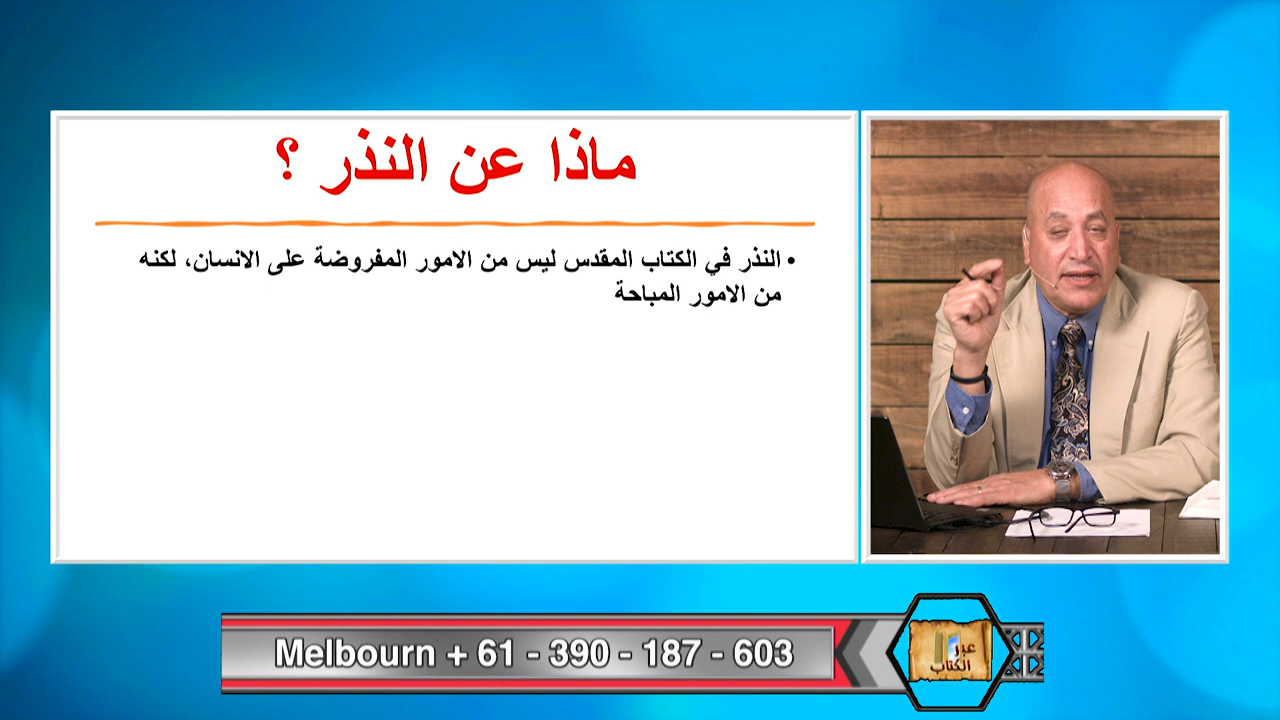 ماذا عن النذر ؟
• النذر في الكتاب المقدس ليس من الامور المفروضة على الانسان، لكنه
من الامور المباحة
Melbourn + 61 - 390 - 187 - 603
عبر
الكتاب